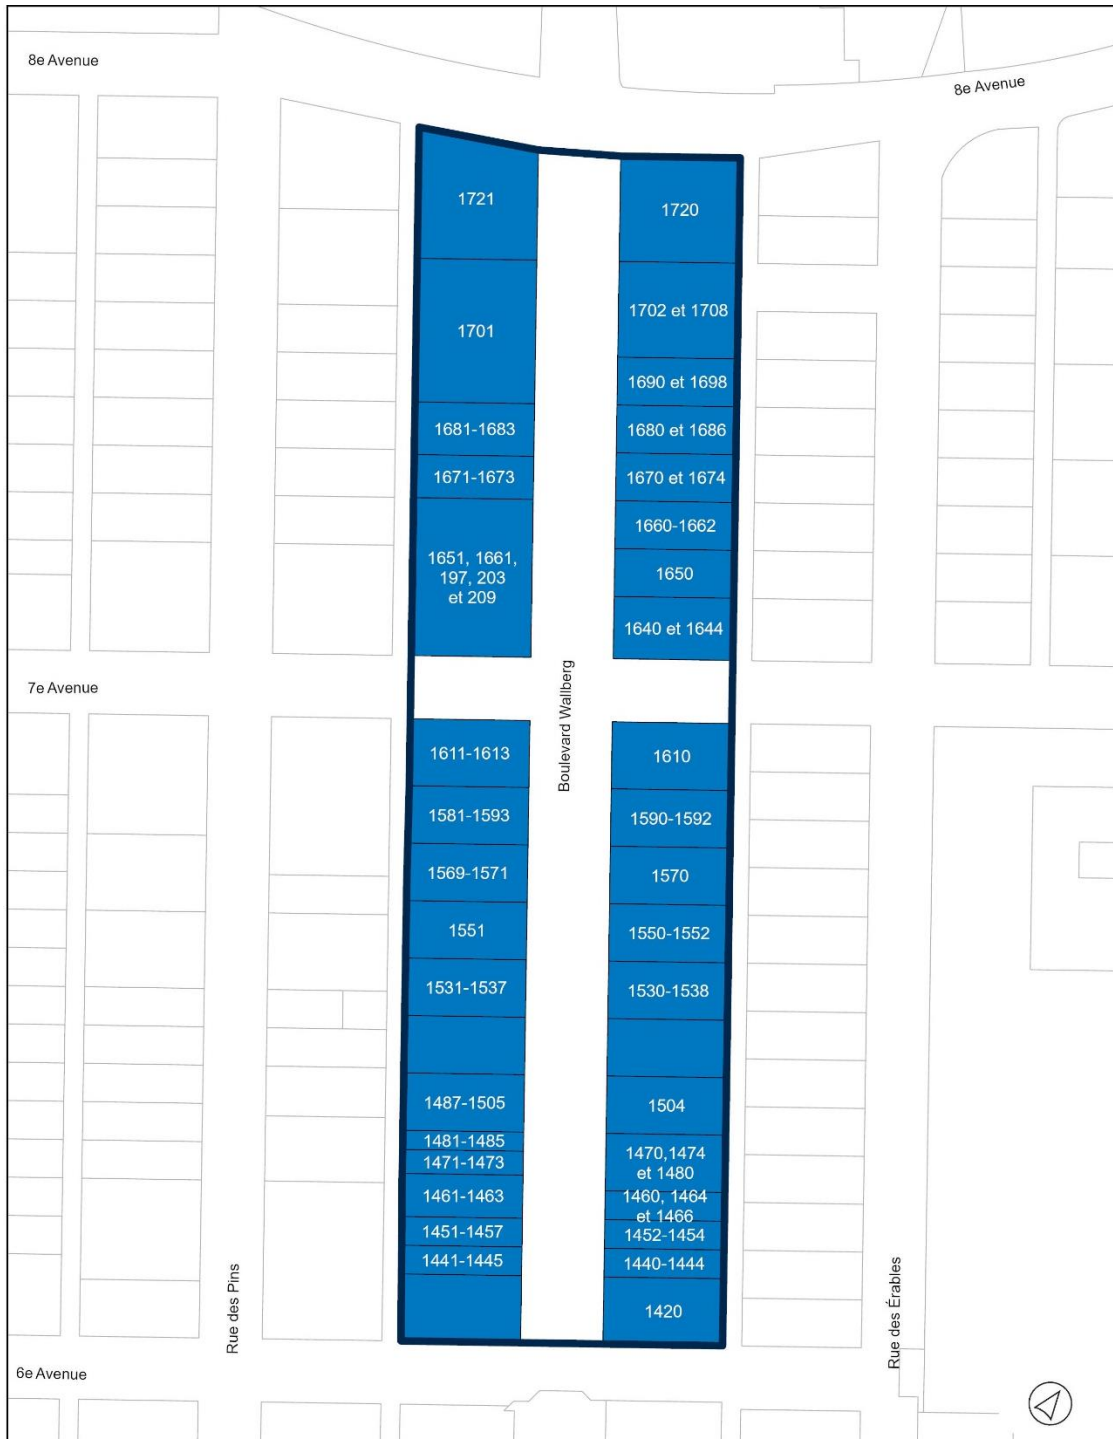 8e Avenue
8e Avenue
1721
1720
1701
1702 et 1708
1690 et 1698
1681-1683
1680 et 1686
1671-1673
1670 et 1674
1660-1662
1651, 1661,
197, 203
et 209
1650
1640 et 1644
7e Avenue
Boulevard Wallberg
1611-1613
1610
1581-1593
1590-1592
1569-1571
1570
1551
1550-1552
1531-1537
1530-1538
1487-1505
1504
1481-1485
1471-1473
1470,1474
et 1480
1461-1463
1460, 1464
et 1466
1451-1457
1452-1454
1441-1445
1440-1444
1420
Rue des Pins
Rue des Érables
6e Avenue